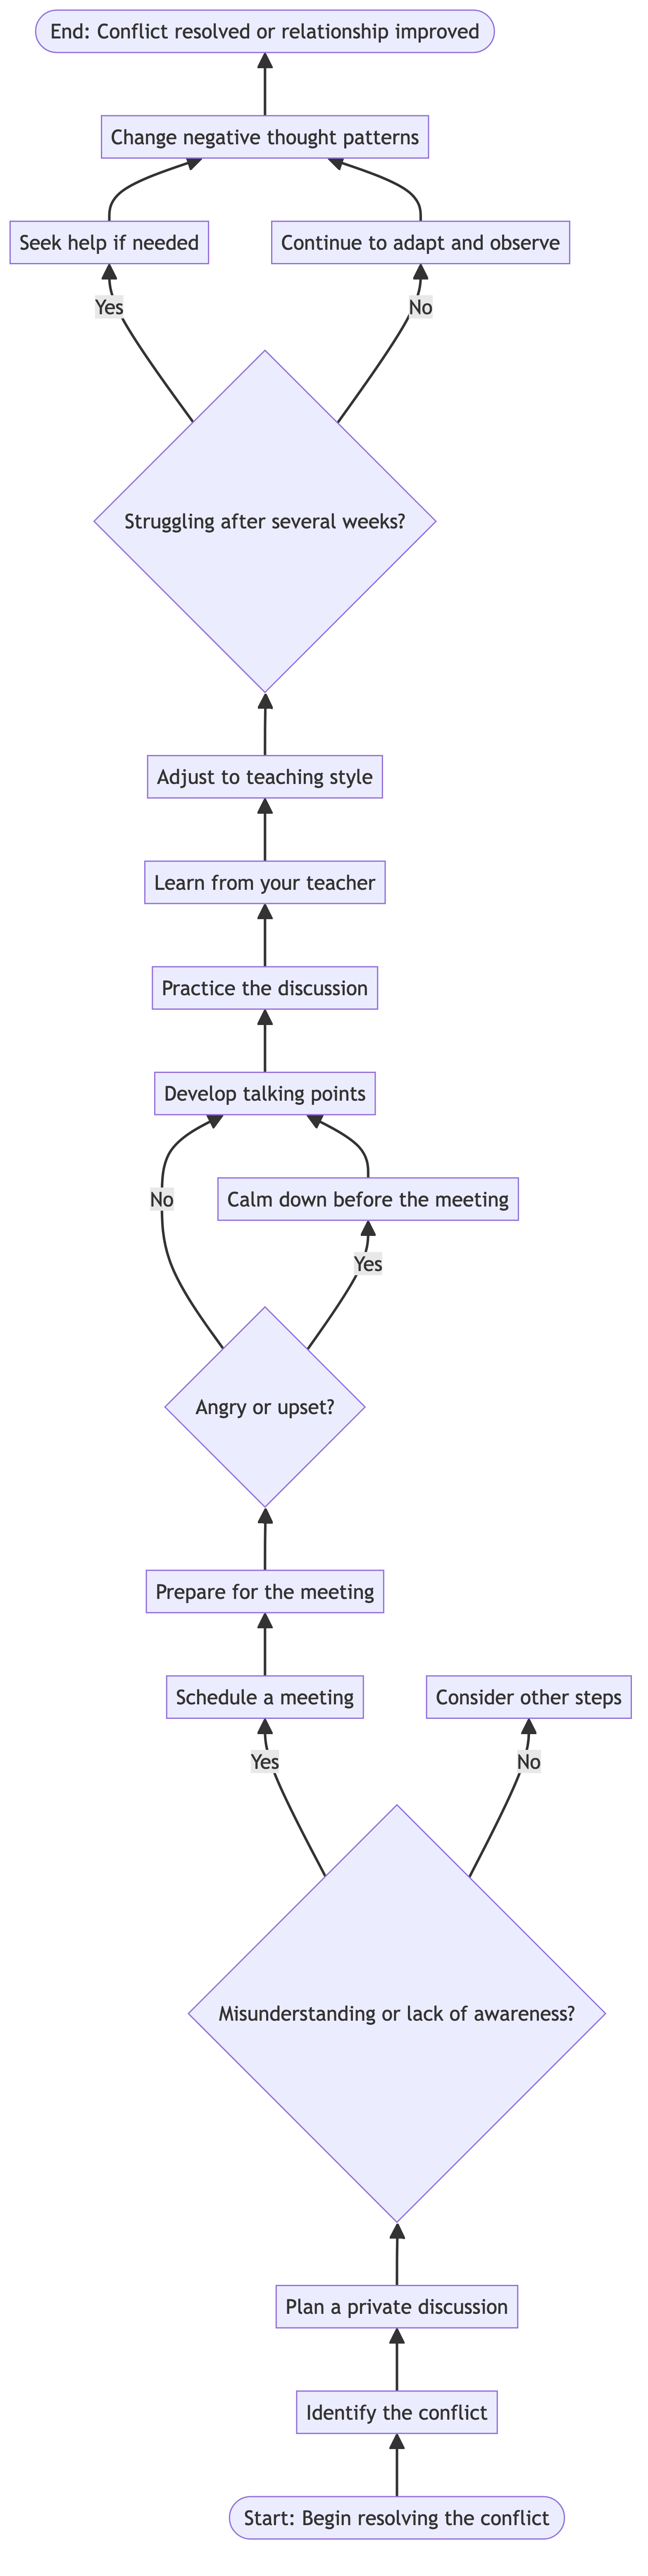 End: Conflict resolved or relationship improved
Change negative thought patterns
Seek help if needed
Continue to adapt and observe
Yes
No
Struggling after several weeks?
Adjust to teaching style
Learn from your teacher
Practice the discussion
Develop talking points
No
Calm down before the meeting
Yes
Angry or upset?
Prepare for the meeting
Schedule a meeting
Consider other steps
Yes
No
Misunderstanding or lack of awareness?
Plan a private discussion
Identify the conflict
Start: Begin resolving the conflict